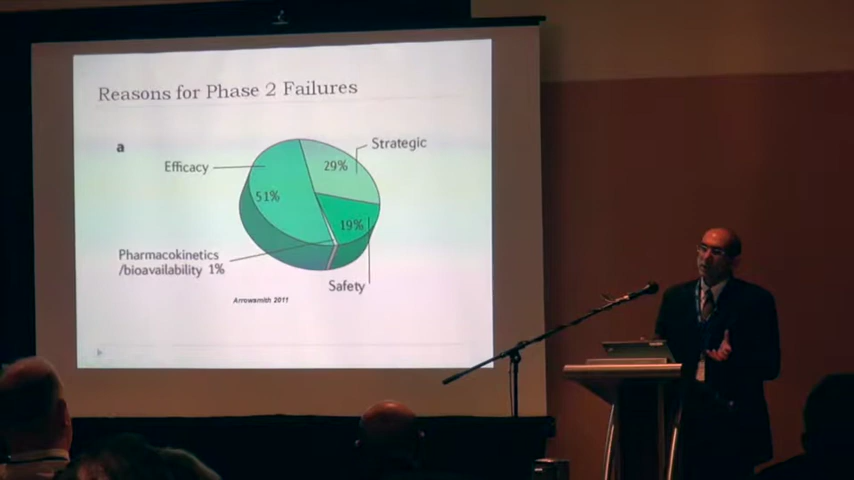 Reasons for Phase 2 Failures
a
Strategic
Efficacy
29%
51%
19%
Pharmacokinetics
/bioavailability 1%
Safety
Arrowsmith 2011